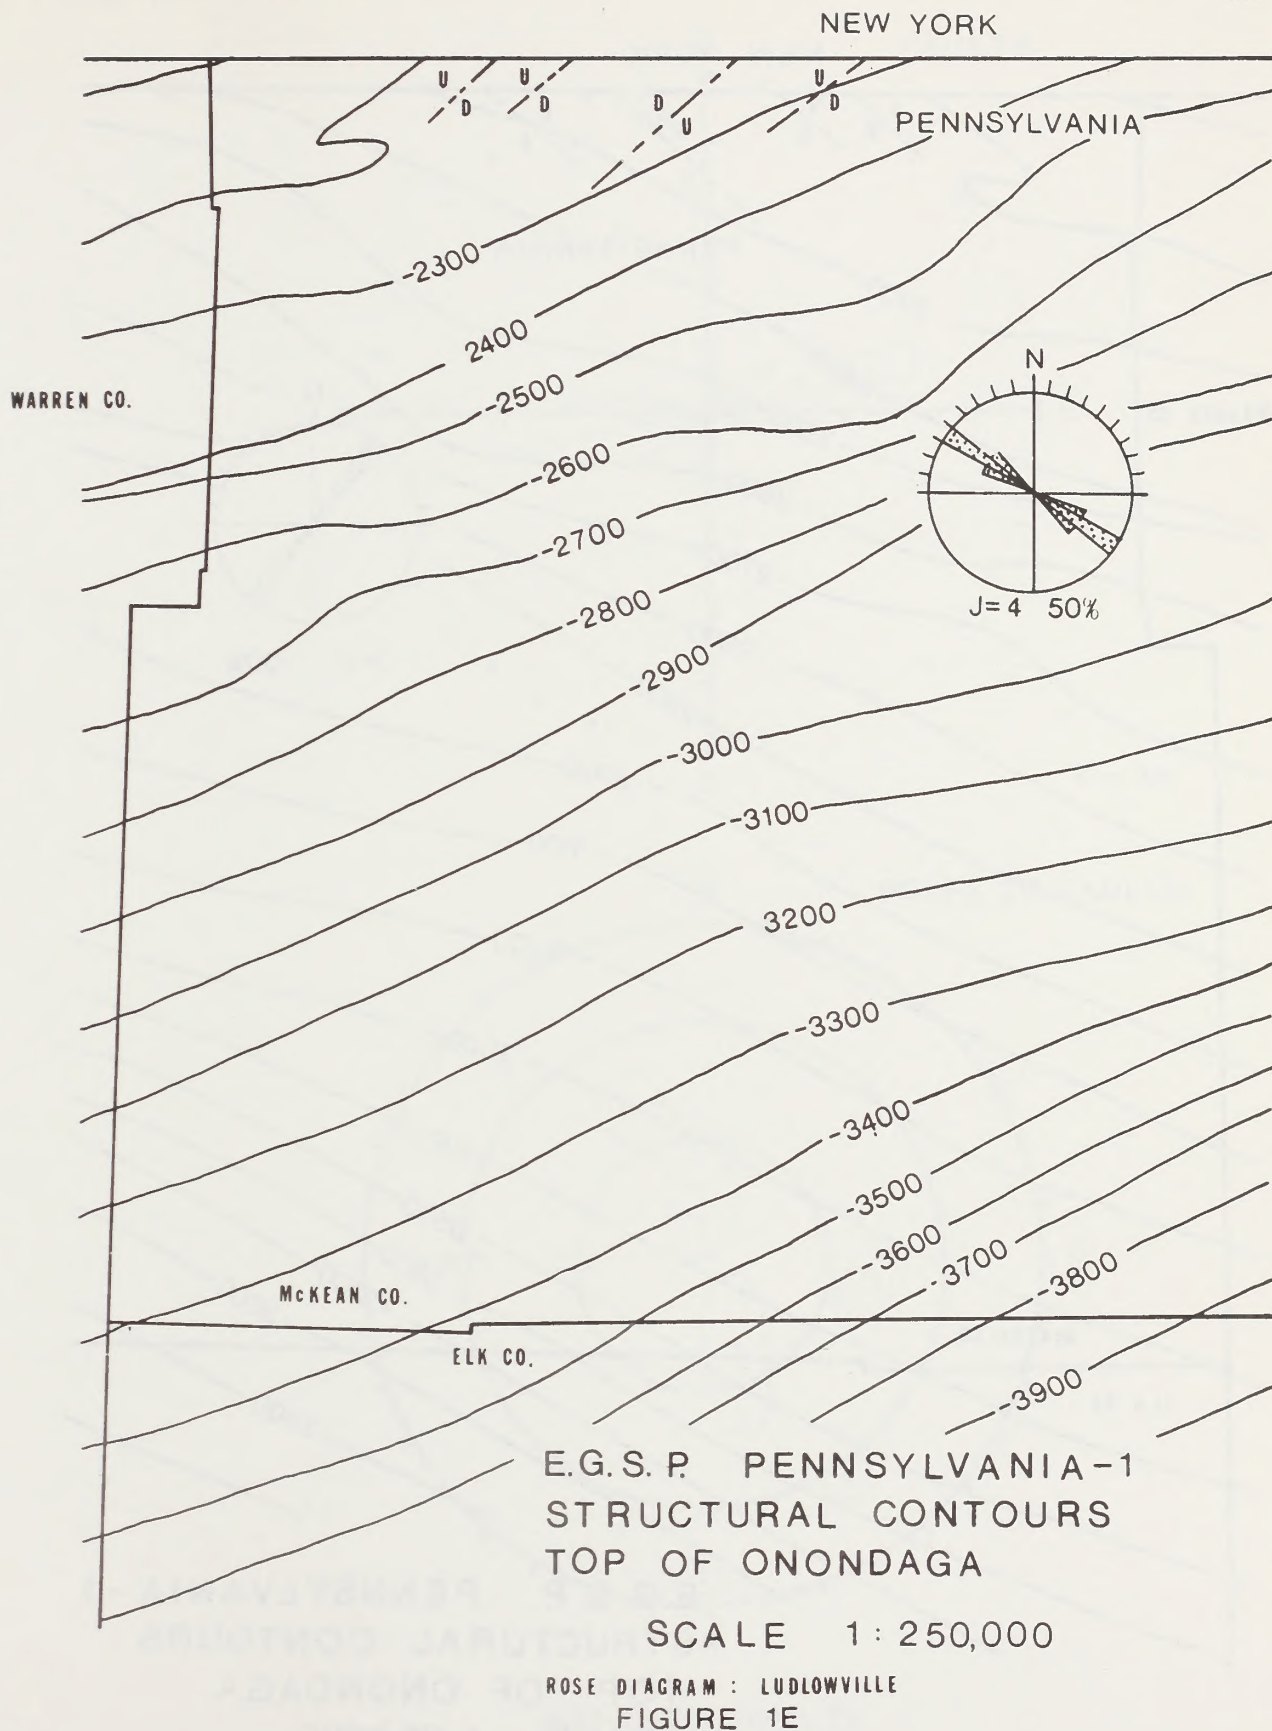 NEW YORK
U
D
U
D
D
U
U
D
PENNSYLVANIA
-2300
2400
WARREN CO.
-2500
N
-2600
-2700
-2800
J=4 50%
-2900
-3000
-3100
3200
-3300
-3400
-3500
-3600
-3700
-3800
McKEAN CO.
ELK CO.
-3900
E.G.S.P. PENNSYLVANIA-1
STRUCTURAL CONTOURS
TOP OF ONONDAGA
SCALE 1:250,000
ROSE DIAGRAM : LUDLOWVILLE
FIGURE 1E